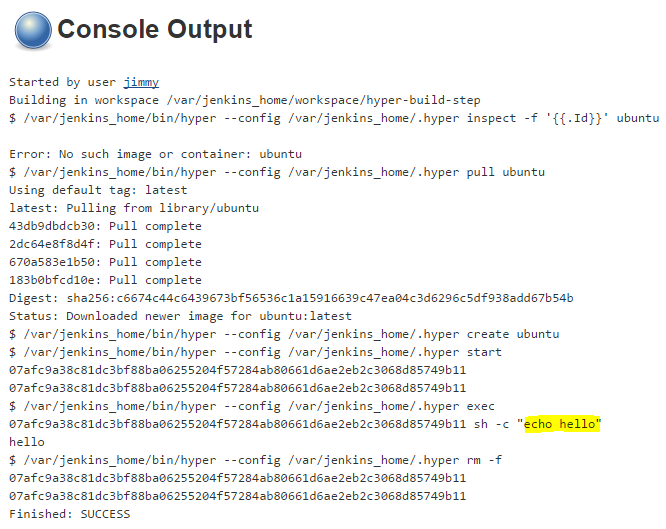 Console Output
Started by user jimmy
Building in workspace /var/jenkins_home/workspace/hyper-build-step
$ /var/jenkins_home/bin/hyper --config /var/jenkins_home/.hyper inspect -f '{{.Id}}' ubuntu
Error: No such image or container: ubuntu
$ /var/jenkins_home/bin/hyper --config /var/jenkins_home/.hyper pull ubuntu
Using default tag: latest
latest: Pulling from library/ubuntu
43db9dbdcb30: Pull complete
2dc64e8f8d4f: Pull complete
670a583e1b50: Pull complete
183b0bfcd10e: Pull complete
Digest: sha256:c6674c44c6439673bf56536c1a15916639c47ea04c3d6296c5df938add67b54b
Status: Downloaded newer image for ubuntu:latest
$ /var/jenkins_home/bin/hyper --config /var/jenkins_home/.hyper create ubuntu
$ /var/jenkins_home/bin/hyper --config /var/jenkins_home/.hyper start
07afc9a38c81dc3bf88ba06255204f57284ab80661d6ae2eb2c3068d85749b11
07afc9a38c81dc3bf88ba06255204f57284ab80661d6ae2eb2c3068d85749b11
$ /var/jenkins_home/bin/hyper --config /var/jenkins_home/.hyper exec
07afc9a38c81dc3bf88ba06255204f57284ab80661d6ae2eb2c3068d85749b11 sh -c "echo hello"
hello
$ /var/jenkins_home/bin/hyper --config /var/jenkins_home/.hyper rm -f
07afc9a38c81dc3bf88ba06255204f57284ab80661d6ae2eb2c3068d85749b11
07afc9a38c81dc3bf88ba06255204f57284ab80661d6ae2eb2c3068d85749b11
Finished: SUCCESS